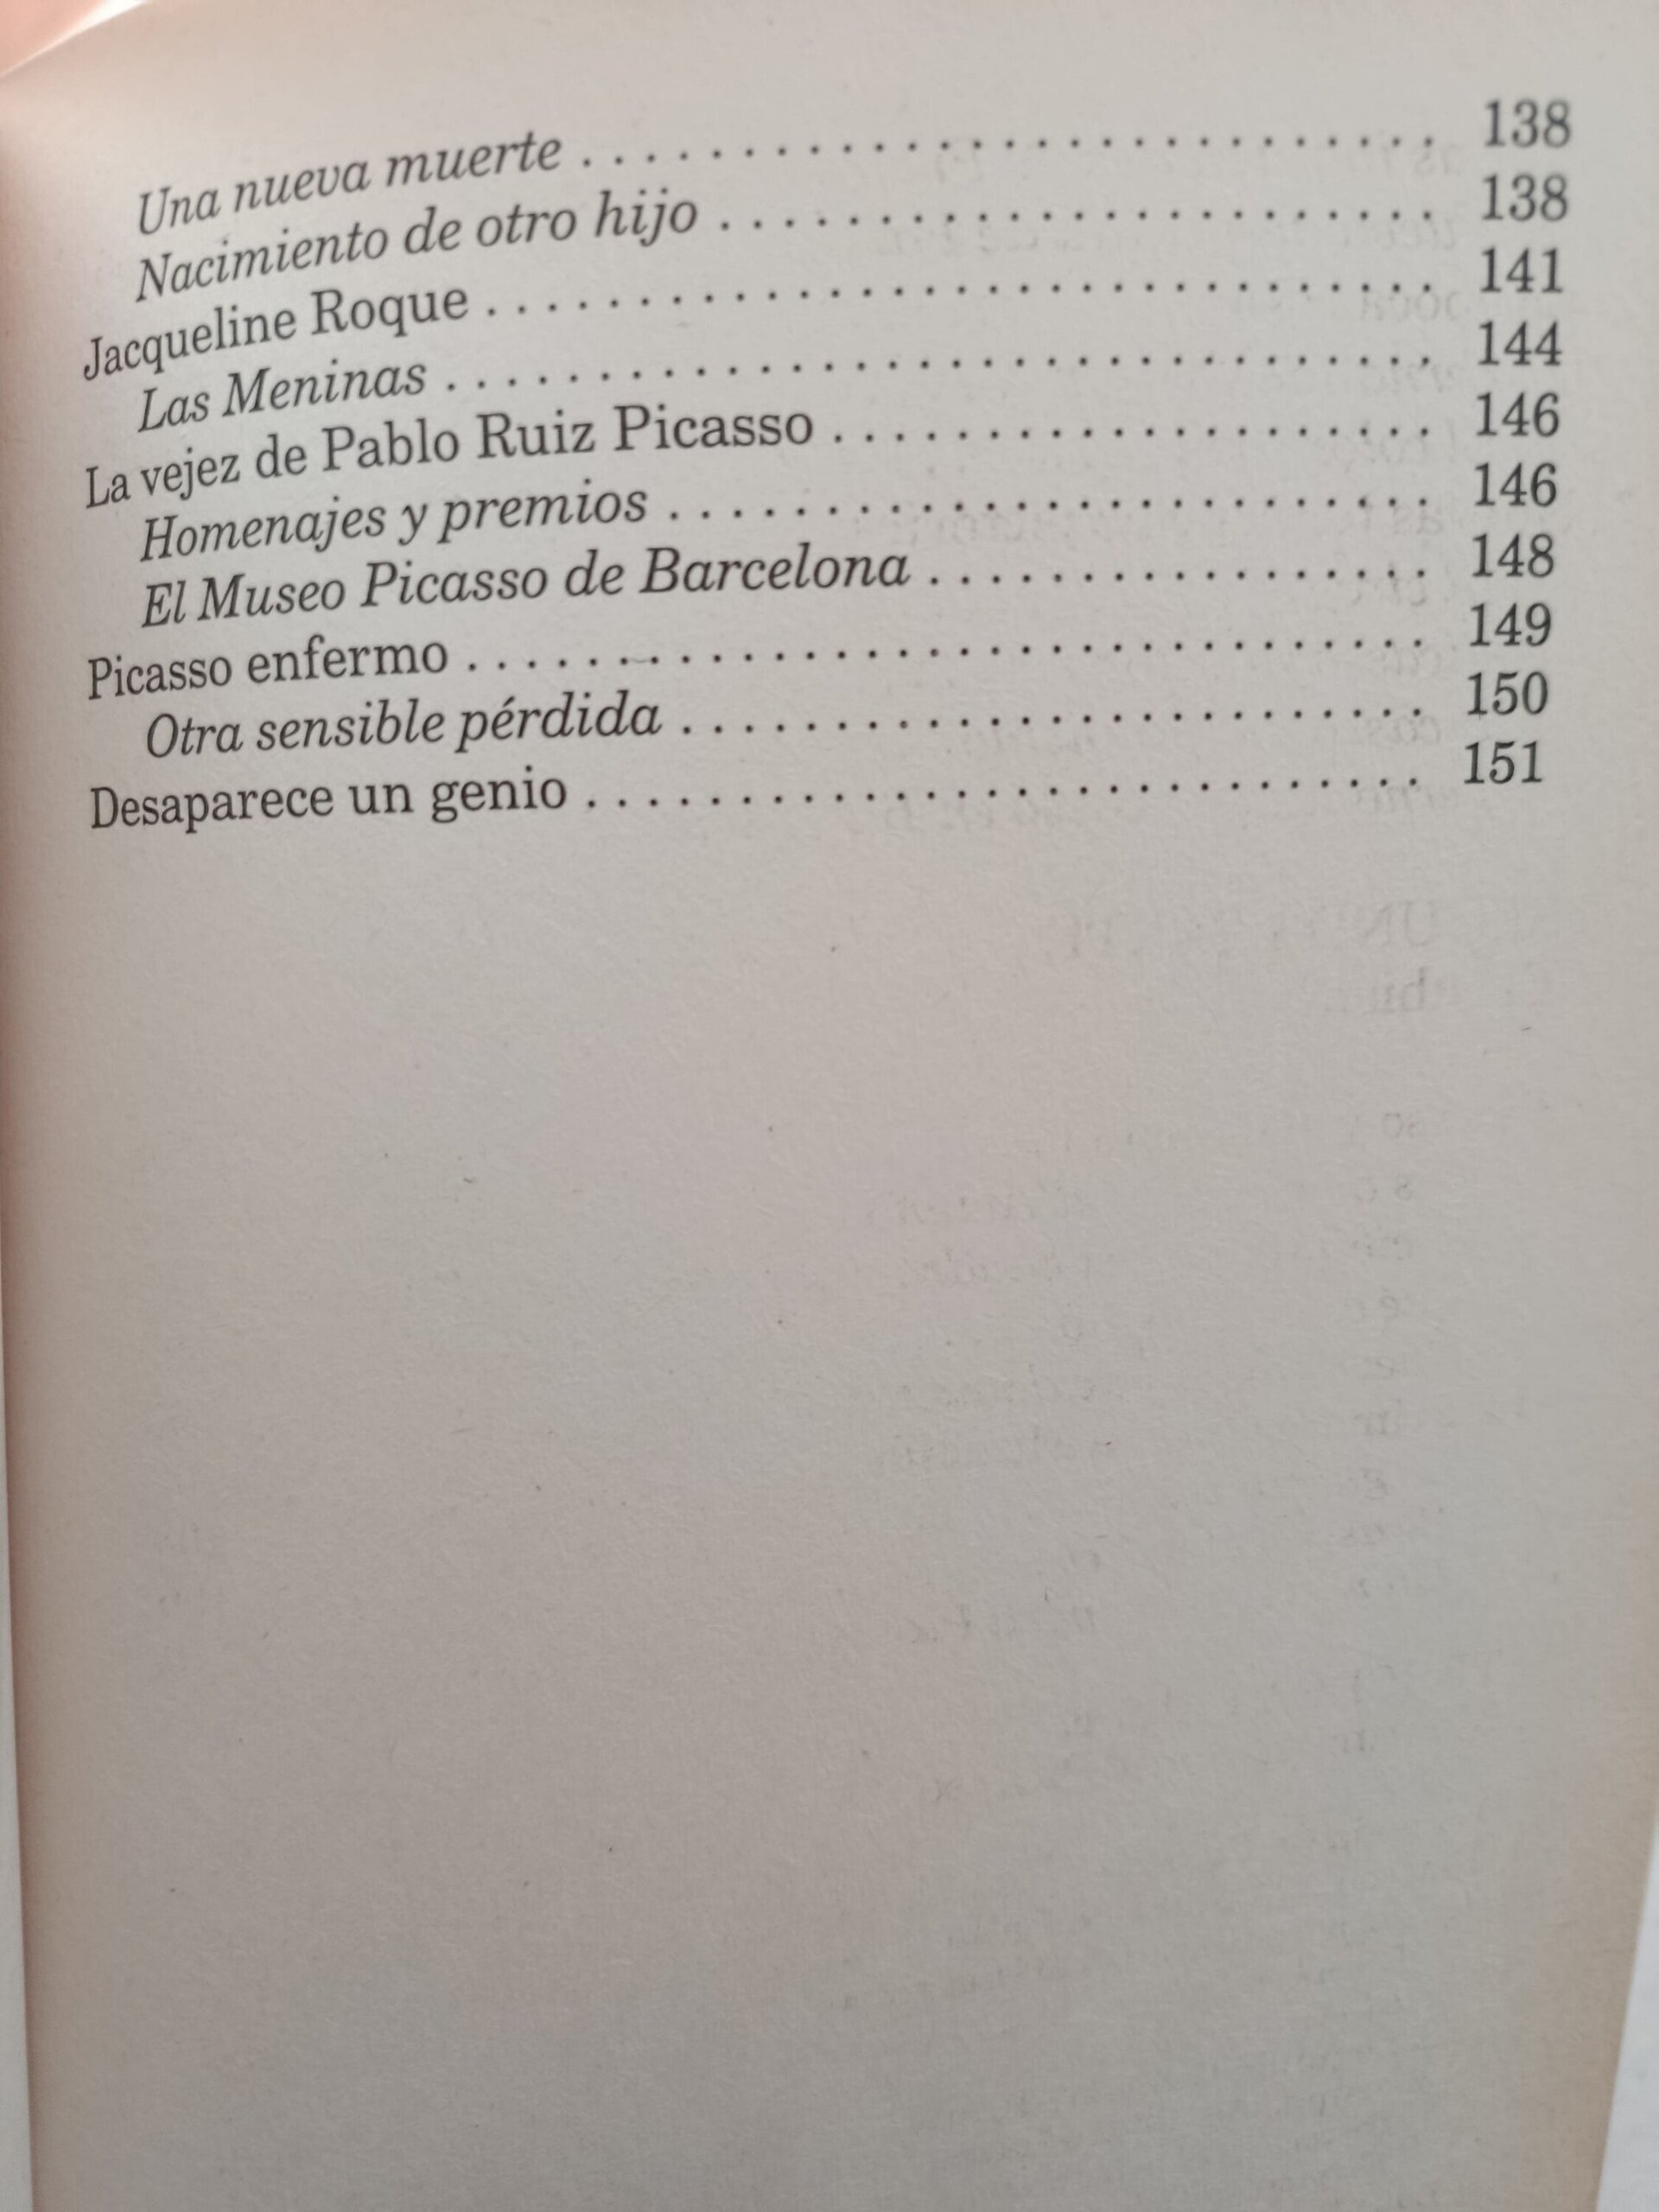 Una nueva muerte . . . . . . . . . . . . . . . . . . . . . . . . . . . 138
Nacimiento de otro hijo . . . . . . . . . . . . . . . . . . . . . . . 138
Jacqueline Roque . . . . . . . . . . . . . . . . . . . . . . . . . . . . . . 141
Las Meninas . . . . . . . . . . . . . . . . . . . . . . . . . . . . . . . 144
La vejez de Pablo Ruiz Picasso . . . . . . . . . . . . . . . . . . . . 146
Homenajes y premios . . . . . . . . . . . . . . . . . . . . . . . . 146
El Museo Picasso de Barcelona . . . . . . . . . . . . . . . . . 148
Picasso enfermo . . . . . . . . . . . . . . . . . . . . . . . . . . . . . . . 149
Otra sensible pérdida . . . . . . . . . . . . . . . . . . . . . . . . 150
Desaparece un genio . . . . . . . . . . . . . . . . . . . . . . . . . . . 151